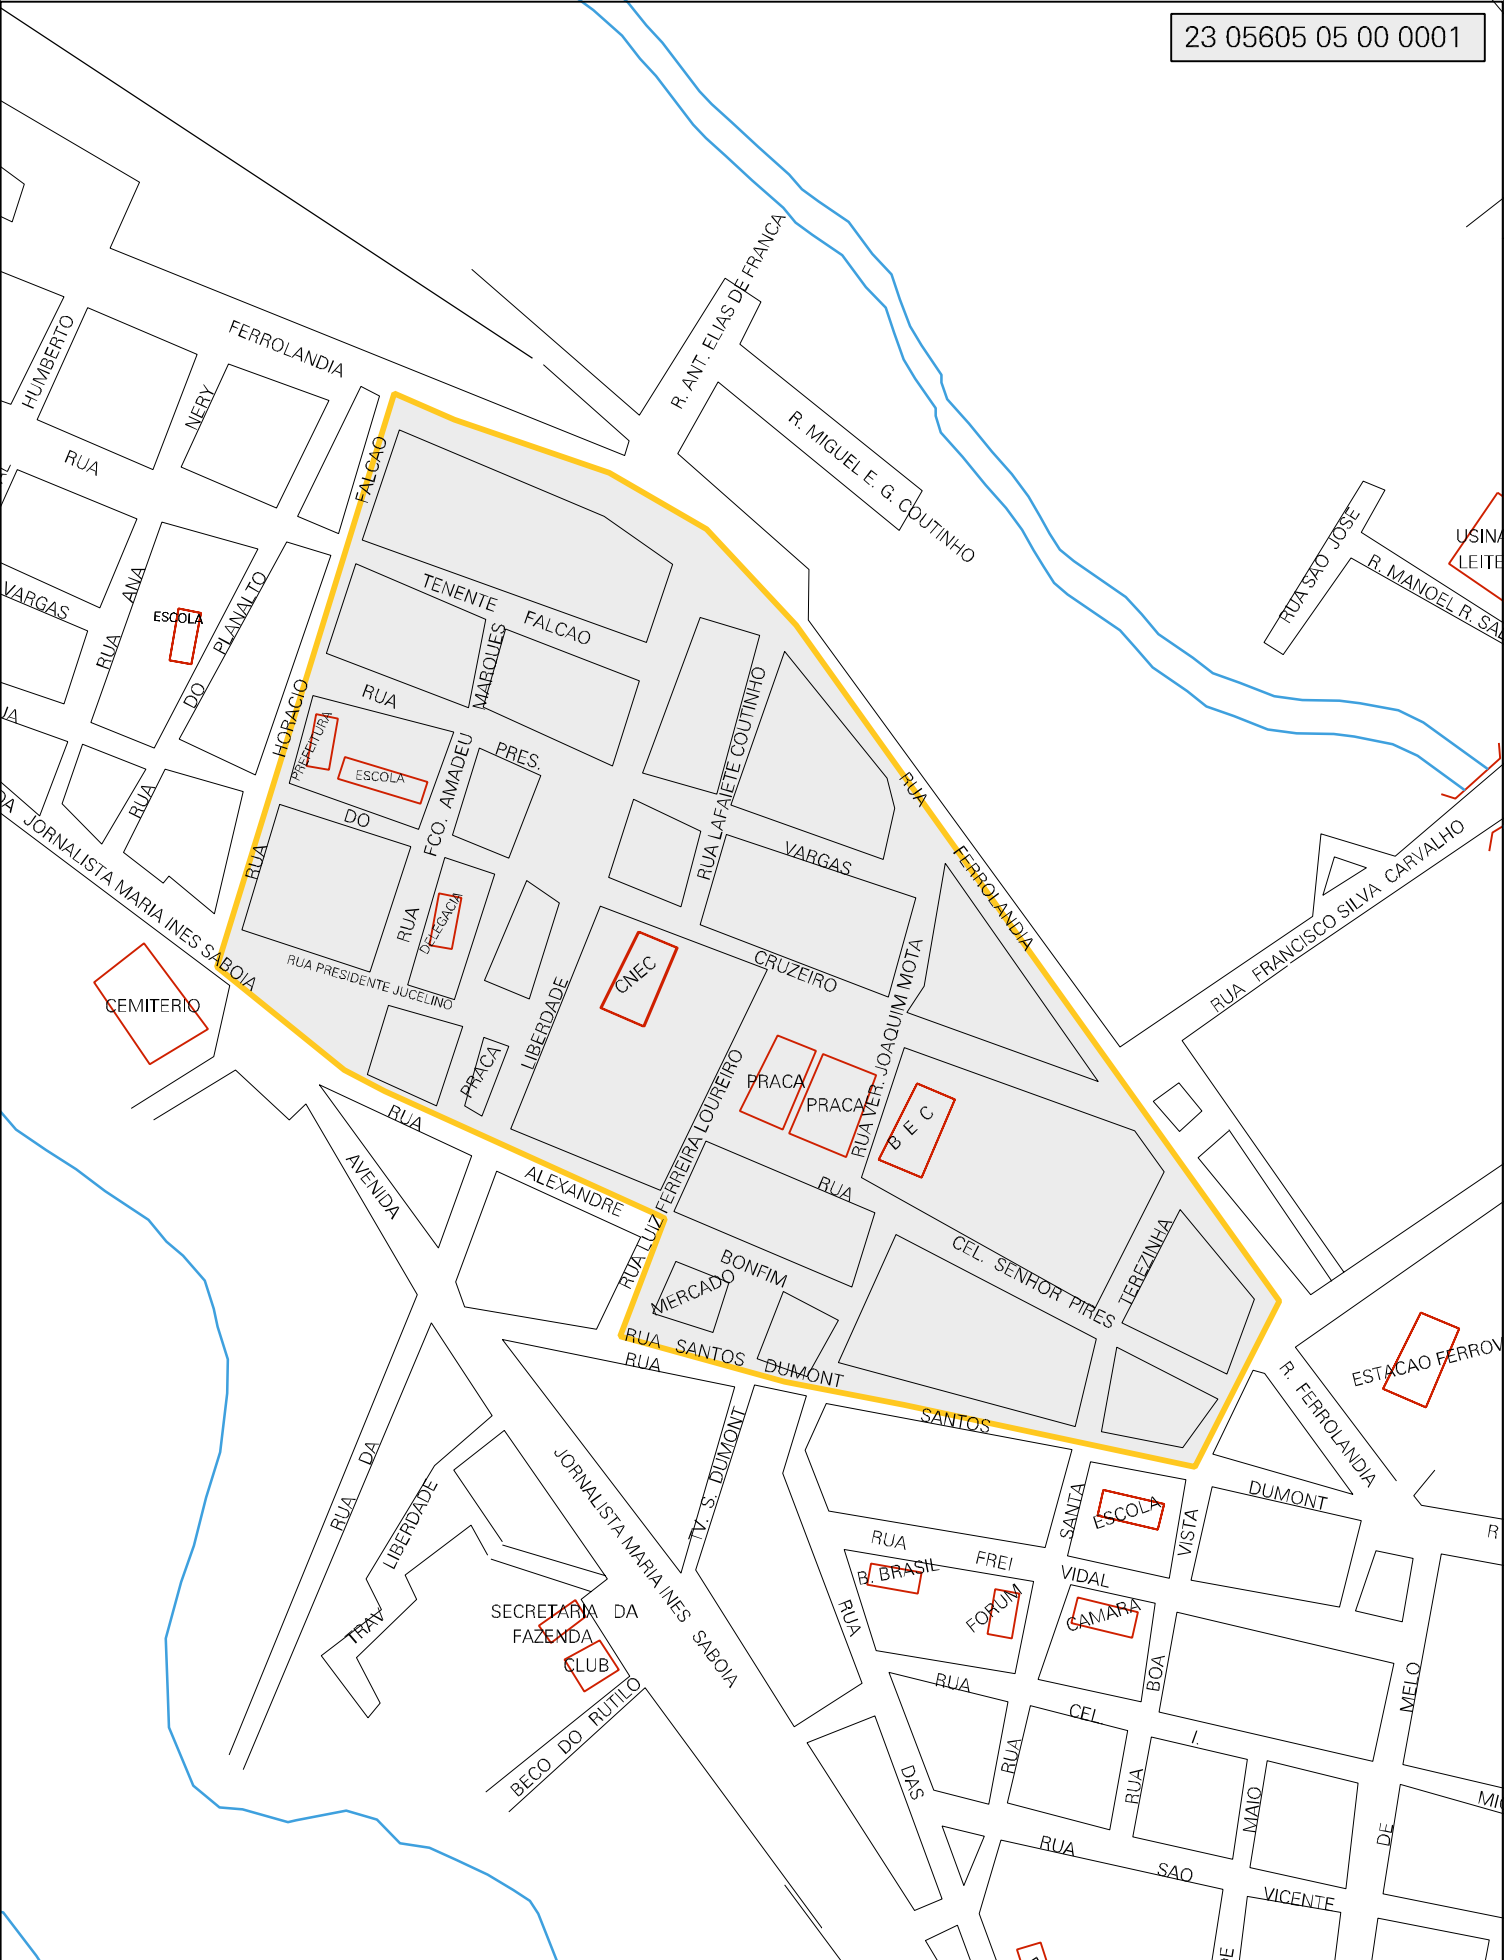 23 05605 05 00 0001
R. ANT. ELIAS DE FRANCA
FERROLANDIA
HUMBERTO
NERY
R. MIGUEL E. G. COUTINHO
FALCAO
RUA
RUA SAO JOSE
USINA
LEITE
R. MANOEL R. SAL
VARGAS
ANA
ESCOLA
PLANALTO
TENENTE FALCAO
RUA
DO
MARQUES
HORACIO
RUA
PREFEITURA
ESCOLA
PRES.
RUA LAFAIETE COUTINHO
FCO. AMADEU
DO
RUA
RUA
VARGAS
RUA
FERROLANDIA
DA JORNALISTA MARIA INES SABOIA
RUA
DELEGACIA
RUA PRESIDENTE JUCELINO
CEMITERIO
CNEC
CRUZEIRO
LIBERDADE
RUA FRANCISCO SILVA CARVALHO
PRACA
PRACA
PRACA
RUA VER. JOAQUIM MOTA
B E C
RUA
ALEXANDRE
AVENIDA
RUA LUIZ FERREIRA LOUREIRO
RUA
BONFIM
CEL. SENHOR PIRES
TEREZINHA
MERCADO
RUA SANTOS DUMONT
RUA
SANTOS
R. FERROLANDIA
ESTACAO FERROV
DUMONT
TV. S. DUMONT
RUA
DA
LIBERDADE
TRAV
JORNALISTA MARIA INES SABOIA
SANTA
ESCOLA
VISTA
RUA
FREI
VIDAL
B. BRASIL
FORUM
CAMARA
RUA
SECRETARIA DA
FAZENDA
CLUB
BECO DO RUTILO
BOA
MELO
RUA
CEL
I.
RUA
RUA
DAS
MAIO
DE
MIG
RUA
SAO
VICENTE